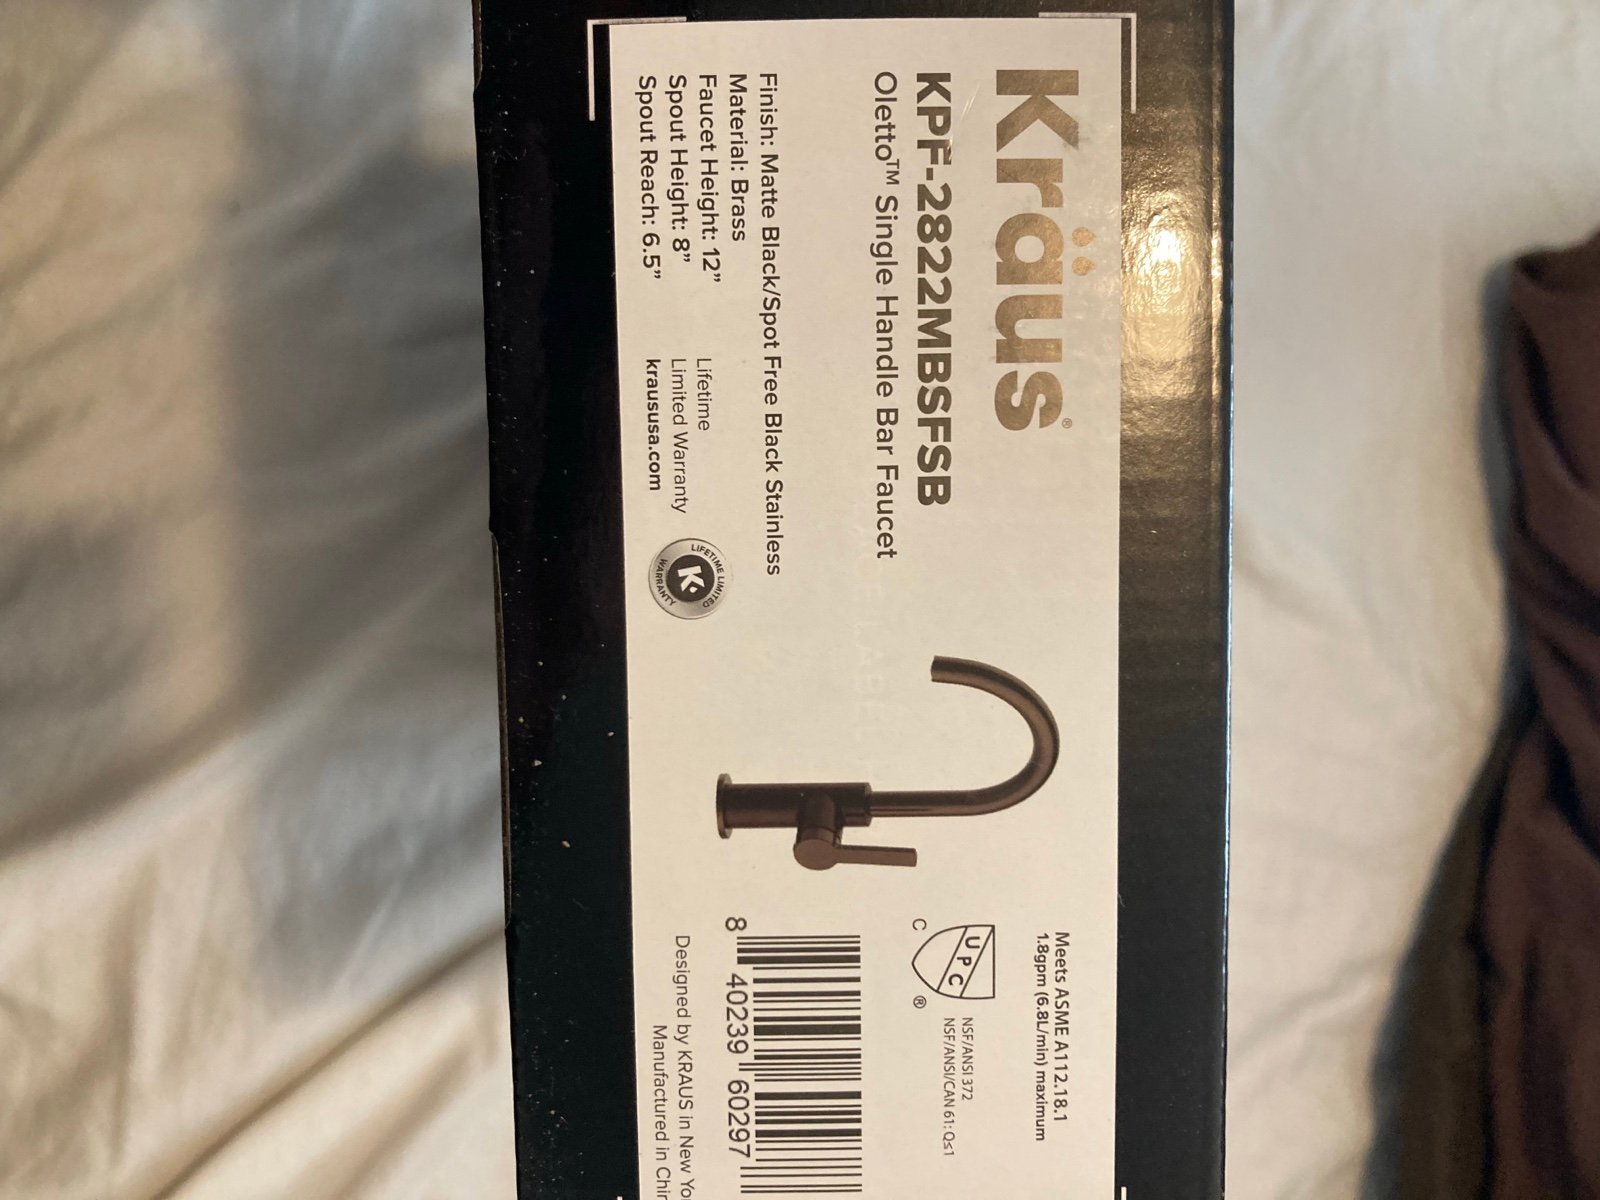 Kräus®
KPF-2822MBSFSB
Oletto™ Single Handle Bar Faucet
Finish: Matte Black/Spot Free Black Stainless
Material: Brass
Faucet Height: 12”
Spout Height: 8”
Spout Reach: 6.5”
Lifetime
Limited Warranty
krausUSA.com
LIFETIME LIMITED
K
WARRANTY
Meets ASME A112.18.1
1.8gpm (6.8L/min) maximum
UPC
C ®
NSF/ANSI 372
NSF/ANSI/CAN 61: Q≤1
8 40239 60297
Designed by KRAUS in New Yo
Manufactured in Chin